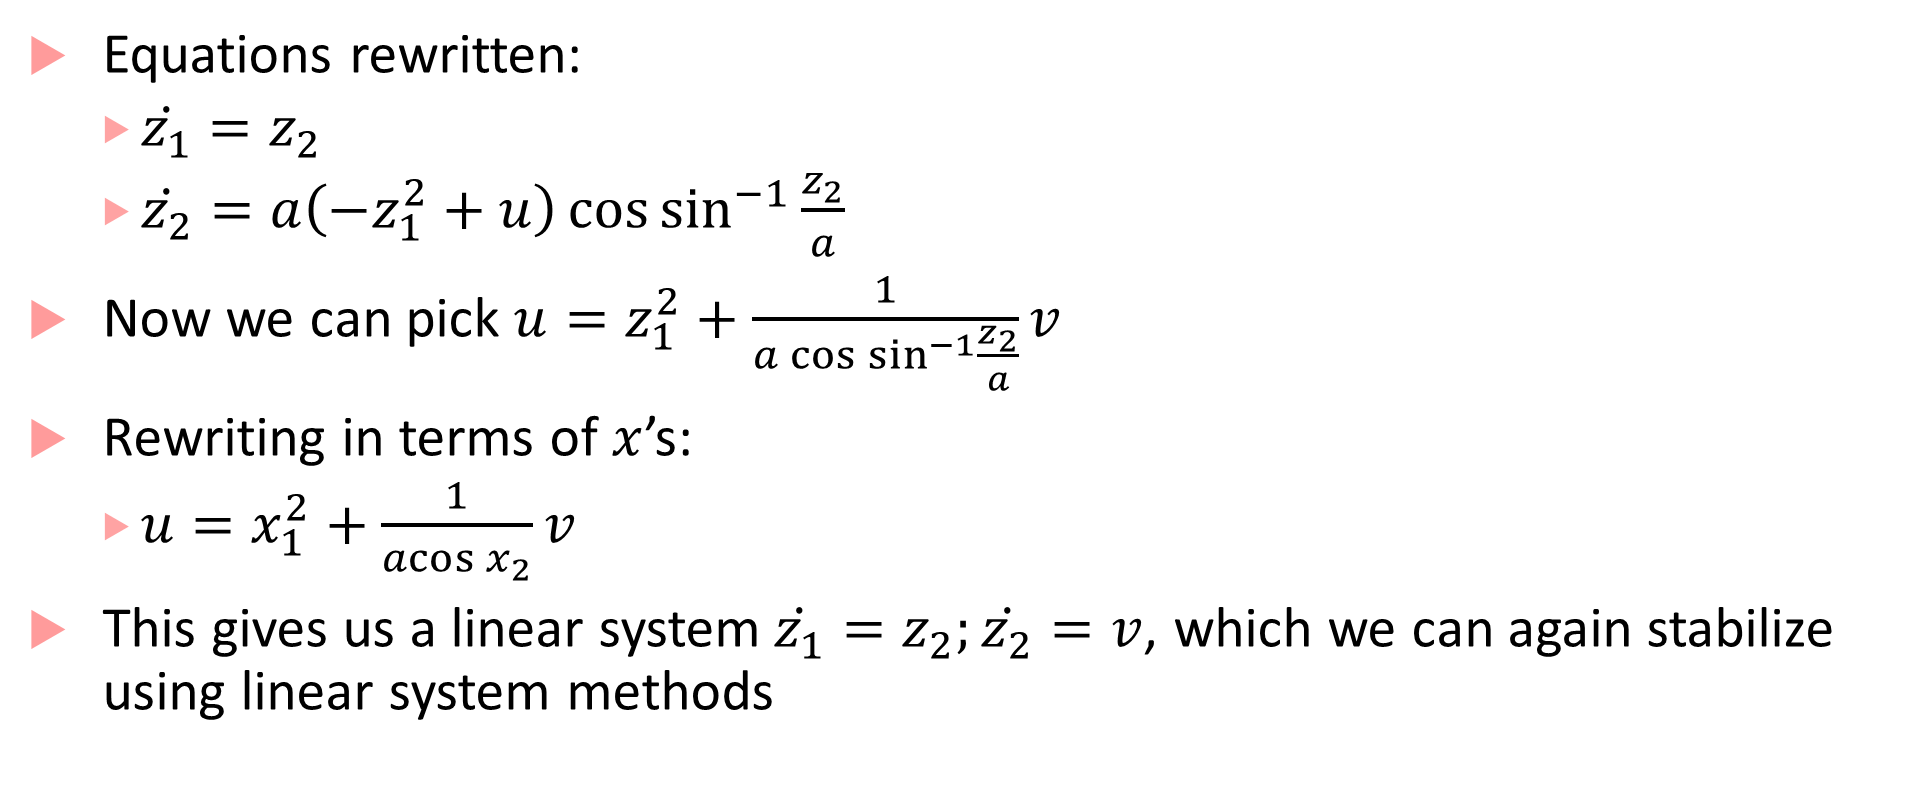 Equations rewritten:
ż₁ = z₂
ż₂ = a(−z₁² + u) cos sin⁻¹ z₂/a
Now we can pick u = z₁² + 1/(a cos sin⁻¹ z₂/a) v
Rewriting in terms of x’s:
u = x₁² + 1/(acos x₂) v
This gives us a linear system ż₁ = z₂; ż₂ = v, which we can again stabilize
using linear system methods